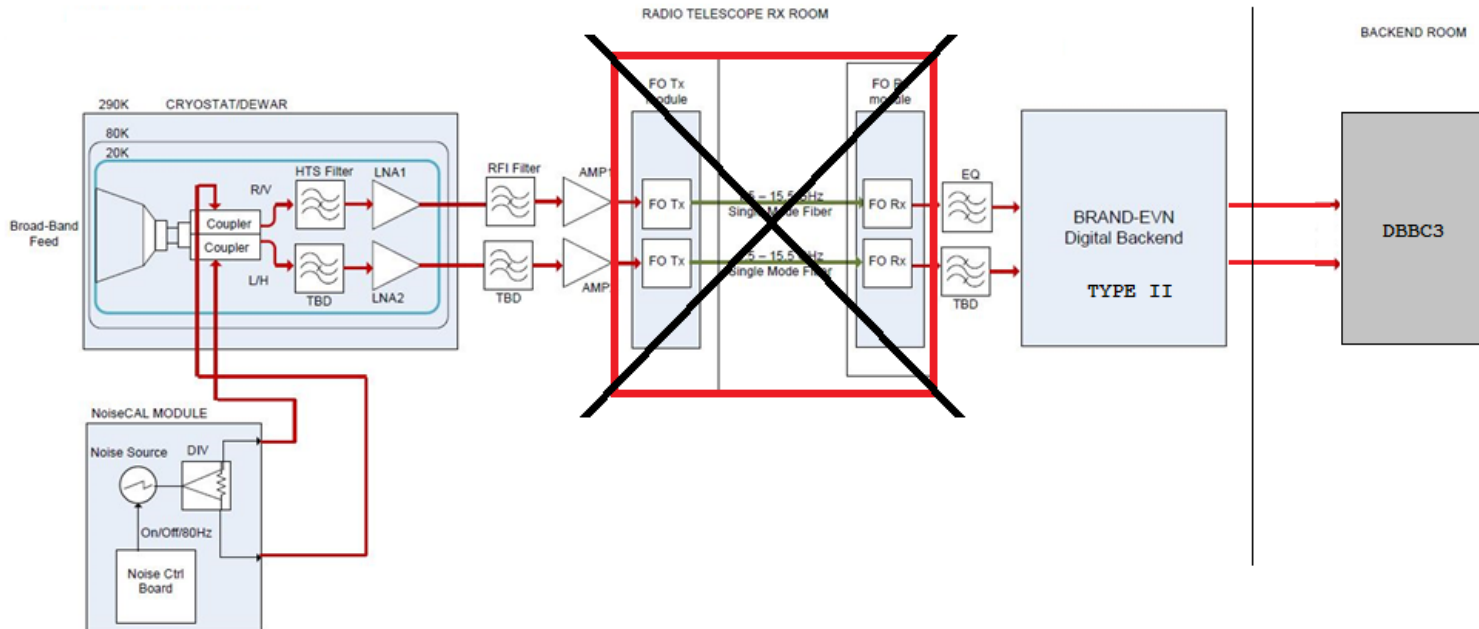 RADIO TELESCOPE RX ROOM
BACKEND ROOM
290K
CRYOSTAT/DEWAR
80K
20K
Broad-Band
Feed
R/V
Coupler
Coupler
L/H
HTS Filter
TBD
LNA1
LNA2
RFI Filter
TBD
AMP1
FO Tx
FO Tx
FO Tx
Single Mode Fiber
Single Mode Fiber
FO Rx
FO Rx
module
EQ
TBD
BRAND-EVN
Digital Backend
TYPE II
DBBC3
NoiseCAL MODULE
Noise Source
DIV
On/Off/80Hz
Noise Ctrl
Board